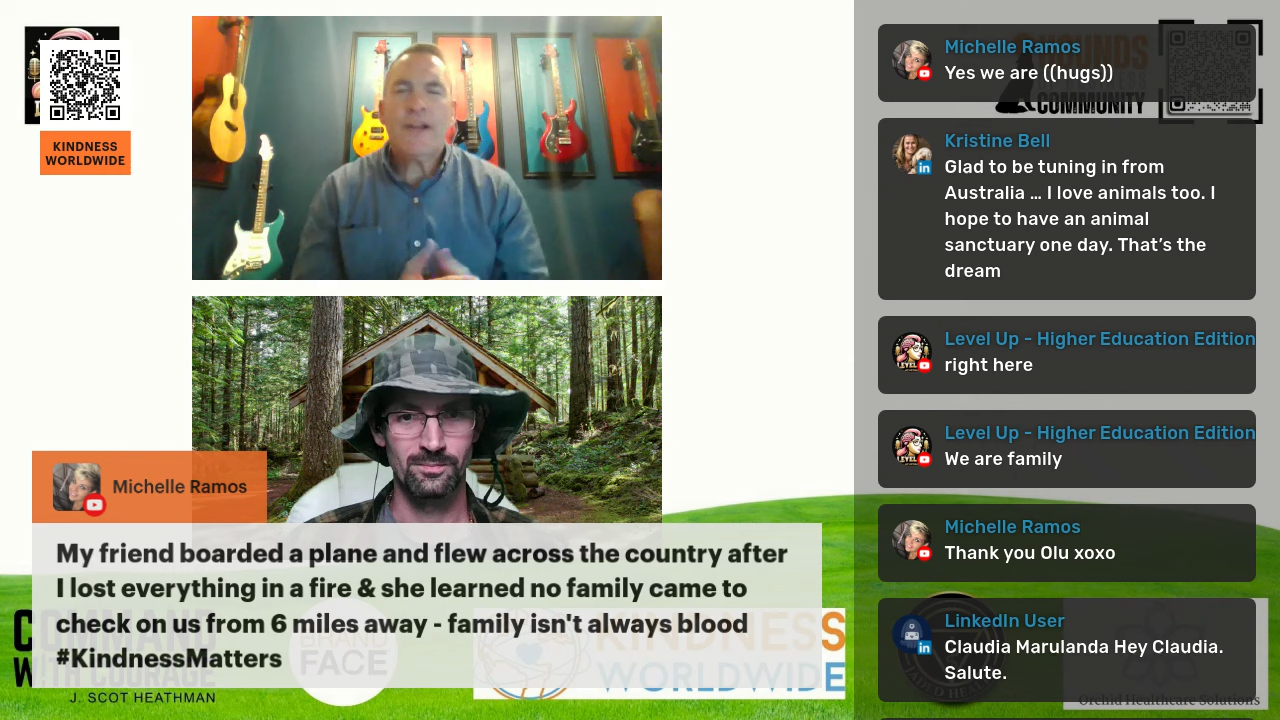 KINDNESS
WORLDWIDE
Michelle Ramos
My friend boarded a plane and flew across the country after
I lost everything in a fire & she learned no family came to
check on us from 6 miles away - family isn't always blood
#KindnessMatters
COMMAND
WITH COURAGE
J. SCOT HEATHMAN
BRAND
FACE
KINDNESS
WORLDWIDE
COMMUNITY
Michelle Ramos
Yes we are ((hugs))
Kristine Bell
Glad to be tuning in from
Australia … I love animals too. I
hope to have an animal
sanctuary one day. That’s the
dream
Level Up - Higher Education Edition
right here
Level Up - Higher Education Edition
We are family
Michelle Ramos
Thank you Olu xoxo
LinkedIn User
Claudia Marulanda Hey Claudia.
Salute.
Orchid Healthcare Solutions